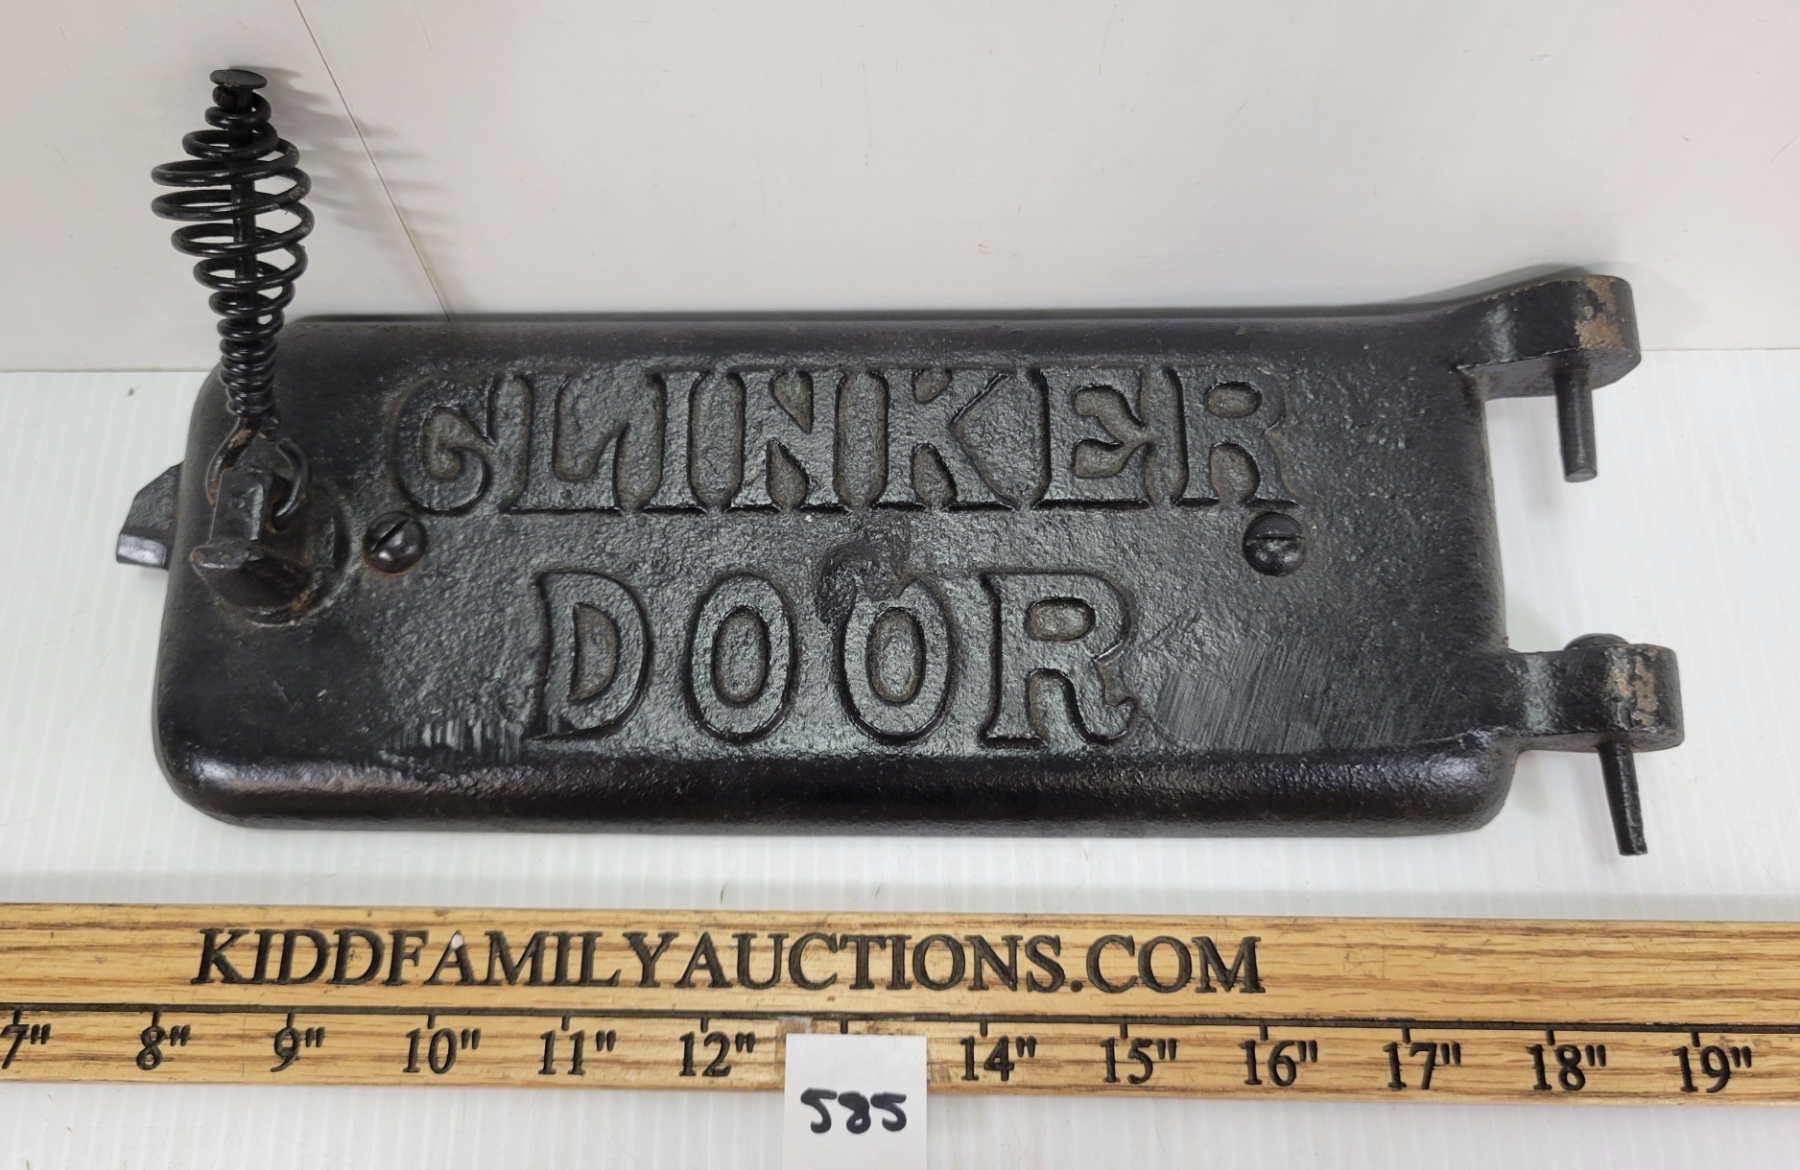 CLINKER
DOOR
KIDDFAMILYAUCTIONS.COM
7" 8" 9" 10" 11" 12" 14" 15" 16" 17" 18" 19"
585